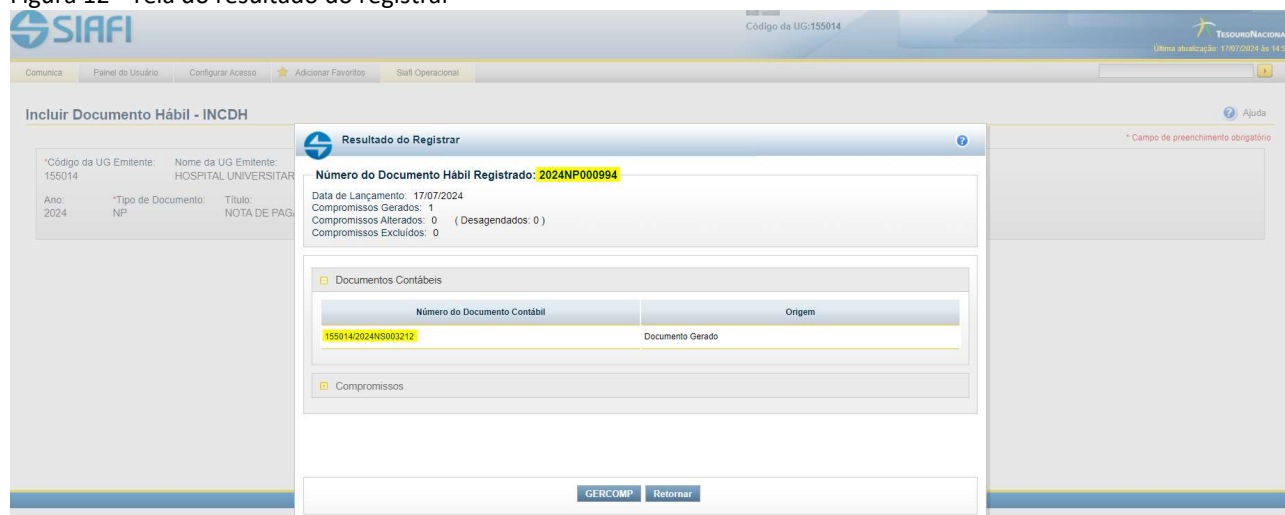 Figura 12 - Tela do resultado do registrar
SIAFI
Código da UG:155014
TESOURONACIONA
Última atualização: 17/07/2024 às 14:5
Comunica Painel do Usuário Configurar Acesso Adicionar Favoritos Siafi Operacional
Incluir Documento Hábil - INCDH
Ajuda
* Campo de preenchimento obrigatório
*Código da UG Emitente: Nome da UG Emitente:
155014 HOSPITAL UNIVERSITAR
Ano: *Tipo de Documento: Título:
2024 NP NOTA DE PAGA
Resultado do Registrar
Número do Documento Hábil Registrado: 2024NP000994
Data de Lançamento: 17/07/2024
Compromissos Gerados: 1
Compromissos Alterados: 0 ( Desagendados: 0 )
Compromissos Excluídos: 0
Documentos Contábeis
Número do Documento Contábil Origem
155014/2024NS003212 Documento Gerado
Compromissos
GERCOMP Retornar